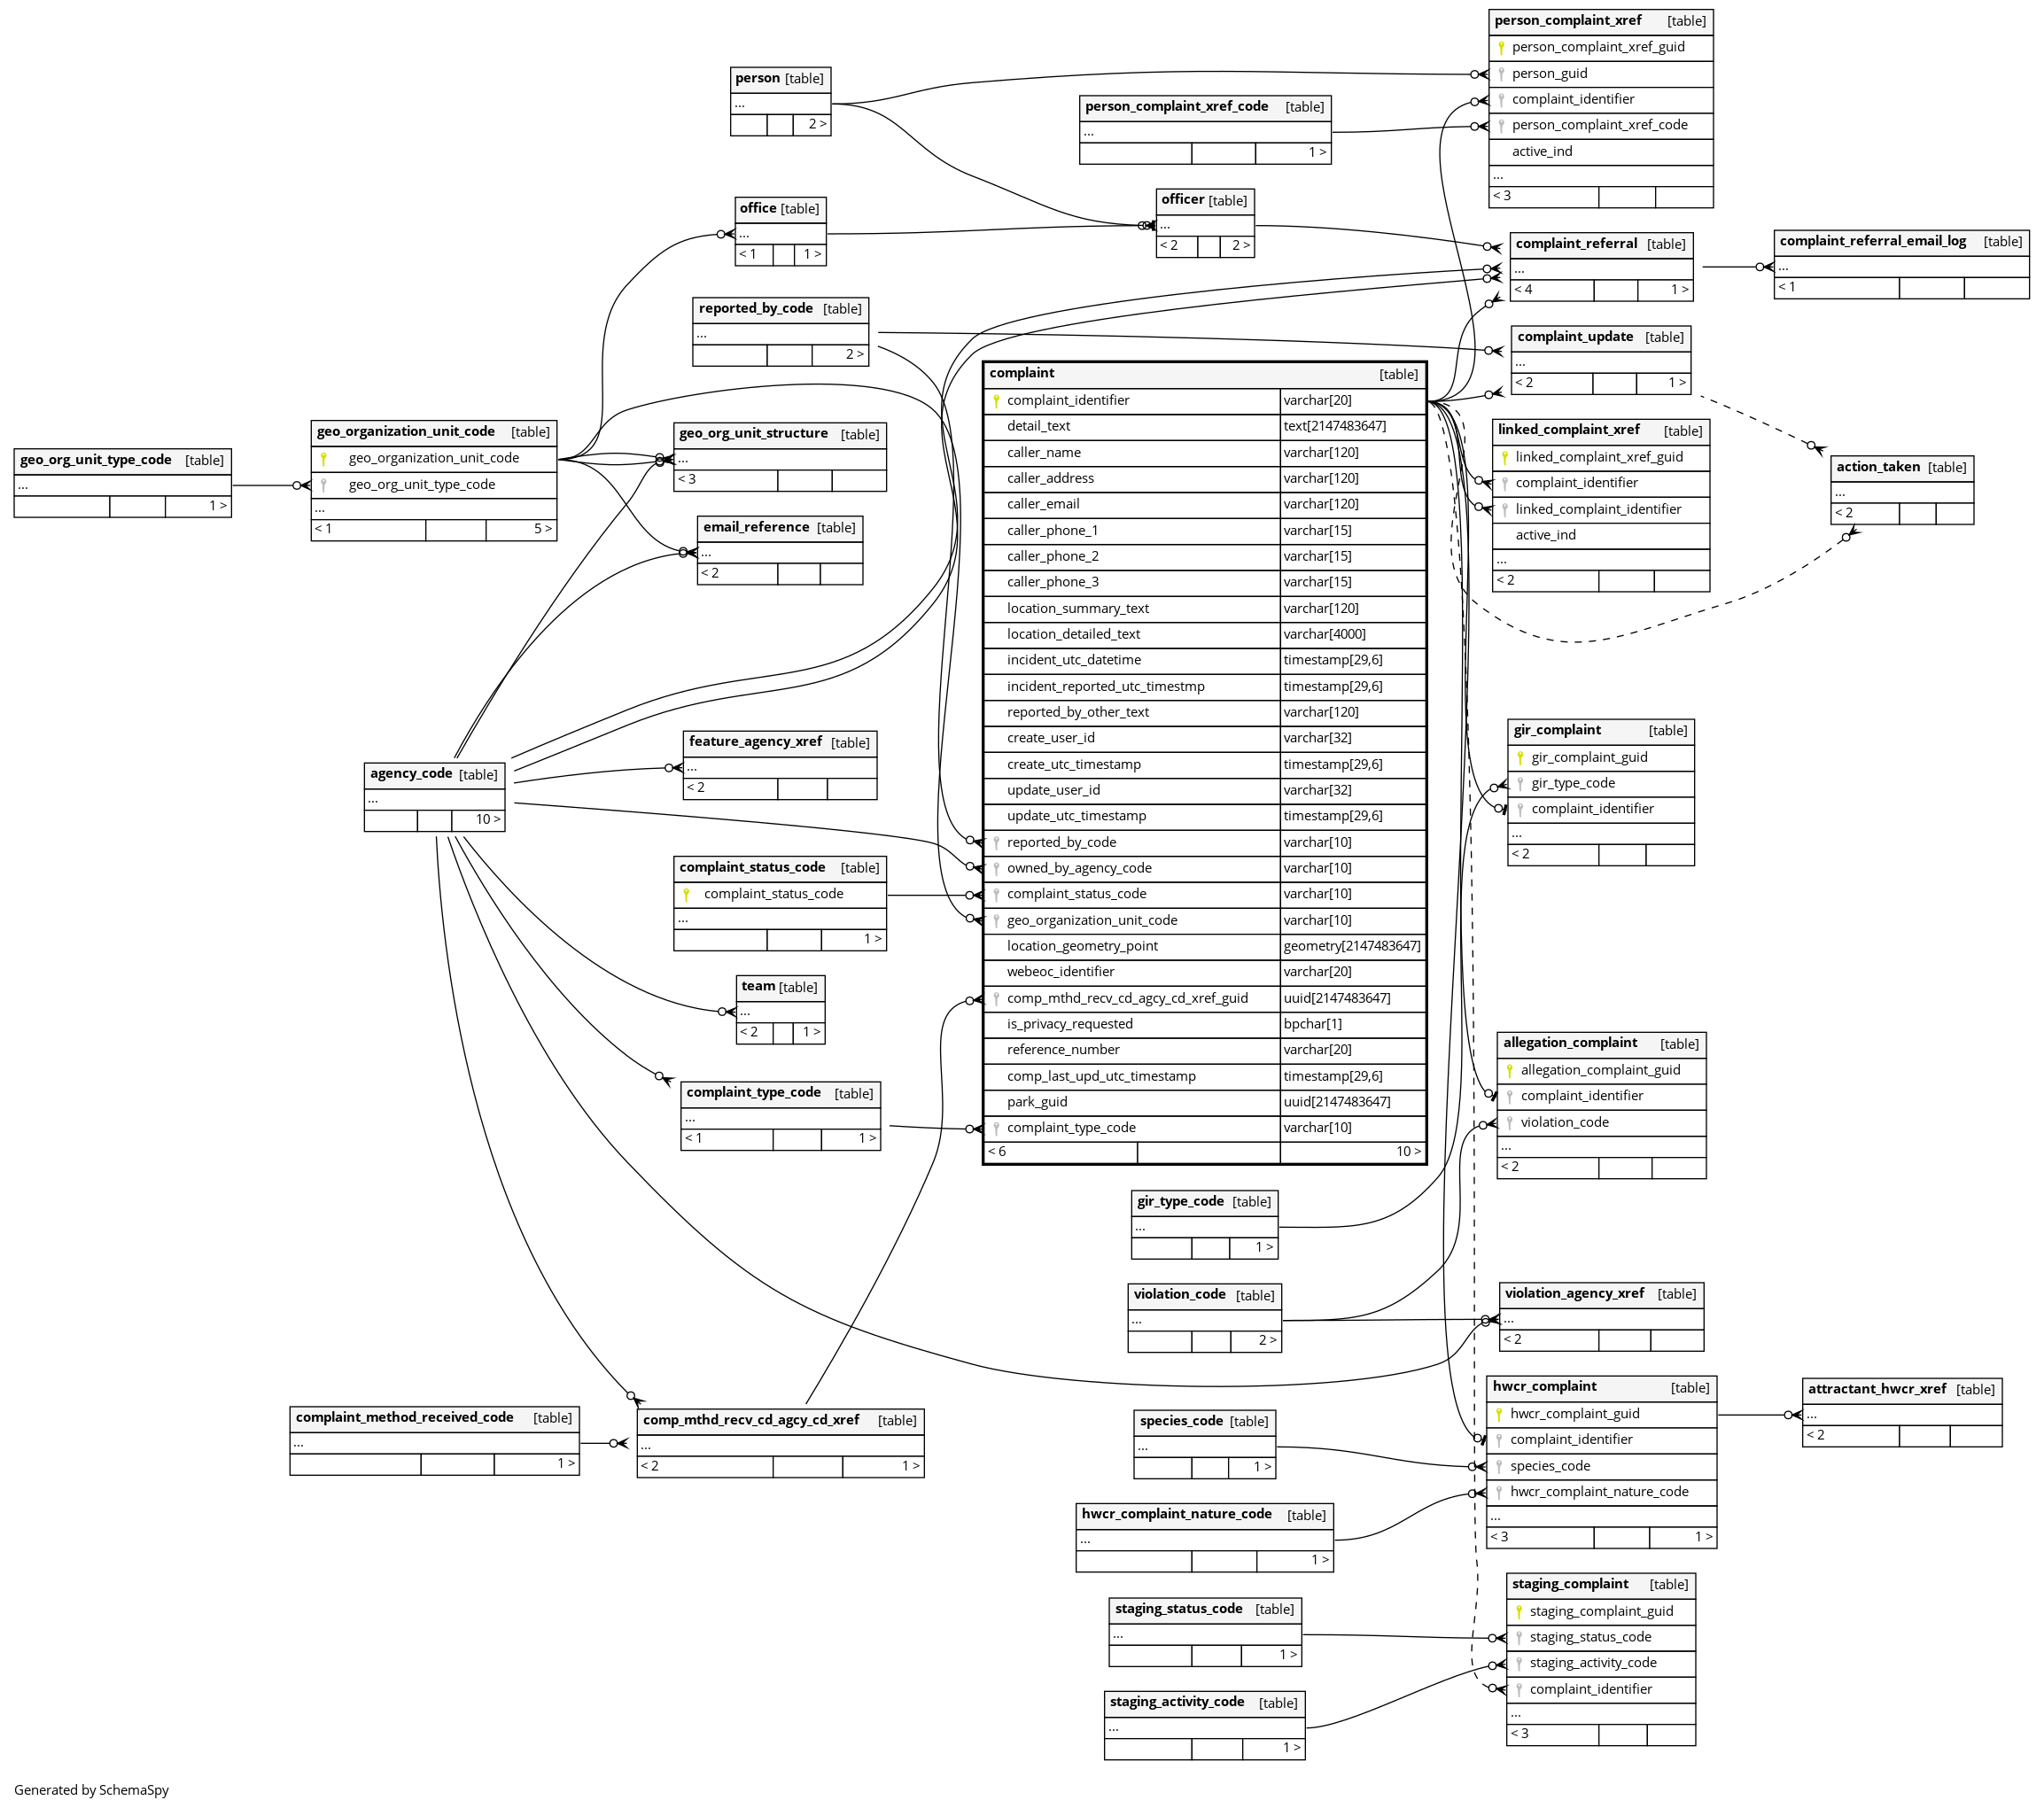 person_complaint_xref [table]
person_complaint_xref_guid
person_guid
complaint_identifier
person_complaint_xref_code
active_ind
...
< 3
person [table]
...
2 >
person_complaint_xref_code [table]
...
1 >
office [table]
...
< 1 1 >
officer [table]
...
< 2 2 >
complaint_referral [table]
...
< 4 1 >
complaint_referral_email_log [table]
...
< 1
reported_by_code [table]
...
2 >
complaint_update [table]
...
< 2 1 >
complaint [table]
complaint_identifier varchar[20]
detail_text text[2147483647]
caller_name varchar[120]
caller_address varchar[120]
caller_email varchar[120]
caller_phone_1 varchar[15]
caller_phone_2 varchar[15]
caller_phone_3 varchar[15]
location_summary_text varchar[120]
location_detailed_text varchar[4000]
incident_utc_datetime timestamp[29,6]
incident_reported_utc_timestmp timestamp[29,6]
reported_by_other_text varchar[120]
create_user_id varchar[32]
create_utc_timestamp timestamp[29,6]
update_user_id varchar[32]
update_utc_timestamp timestamp[29,6]
reported_by_code varchar[10]
owned_by_agency_code varchar[10]
complaint_status_code varchar[10]
geo_organization_unit_code varchar[10]
location_geometry_point geometry[2147483647]
webeoc_identifier varchar[20]
comp_mthd_recv_cd_agcy_cd_xref_guid uuid[2147483647]
is_privacy_requested bpchar[1]
reference_number varchar[20]
comp_last_upd_utc_timestamp timestamp[29,6]
park_guid uuid[2147483647]
complaint_type_code varchar[10]
< 6 10 >
geo_org_unit_type_code [table]
...
1 >
geo_organization_unit_code [table]
geo_organization_unit_code
geo_org_unit_type_code
...
< 1 5 >
geo_org_unit_structure [table]
...
< 3
email_reference [table]
...
< 2
linked_complaint_xref [table]
linked_complaint_xref_guid
complaint_identifier
linked_complaint_identifier
active_ind
...
< 2
action_taken [table]
...
< 2
agency_code [table]
...
10 >
feature_agency_xref [table]
...
< 2
gir_complaint [table]
gir_complaint_guid
gir_type_code
complaint_identifier
...
< 2
complaint_status_code [table]
complaint_status_code
...
1 >
team [table]
...
< 2 1 >
complaint_type_code [table]
...
< 1 1 >
allegation_complaint [table]
allegation_complaint_guid
complaint_identifier
violation_code
...
< 2
gir_type_code [table]
...
1 >
violation_code [table]
...
2 >
violation_agency_xref [table]
...
< 2
complaint_method_received_code [table]
...
1 >
comp_mthd_recv_cd_agcy_cd_xref [table]
...
< 2 1 >
species_code [table]
...
1 >
hwcr_complaint [table]
hwcr_complaint_guid
complaint_identifier
species_code
hwcr_complaint_nature_code
...
< 3 1 >
attractant_hwcr_xref [table]
...
< 2
hwcr_complaint_nature_code [table]
...
1 >
staging_status_code [table]
...
1 >
staging_complaint [table]
staging_complaint_guid
staging_status_code
staging_activity_code
complaint_identifier
...
< 3
staging_activity_code [table]
...
1 >
Generated by SchemaSpy